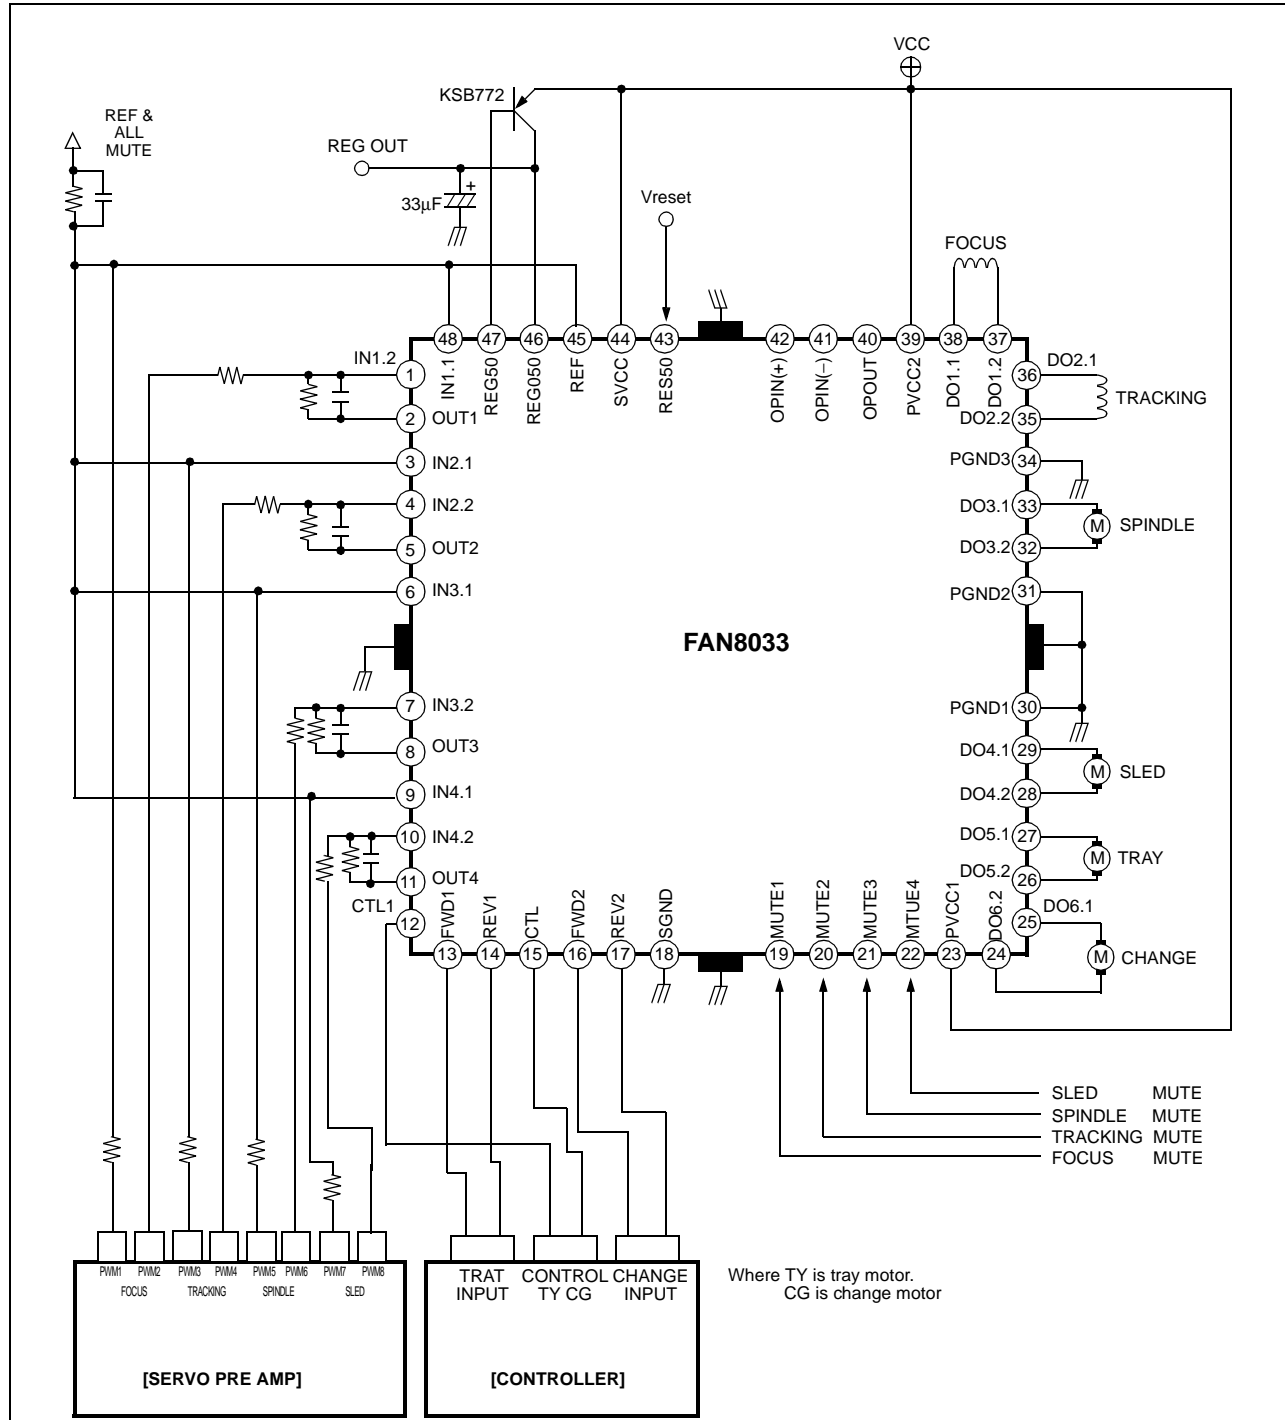 VCC
KSB772
REF &
ALL
MUTE
REG OUT
+
33µF
Vreset
FOCUS
48 47 46 45 44 43 42 41 40 39 38 37
IN1.1 REG50 REG050 REF SVCC RES50 OPIN(+) OPIN(−) OPOUT PVCC2 DO1.1 DO1.2
IN1.2
1
2 OUT1
3 IN2.1
4 IN2.2
5 OUT2
6 IN3.1
7 IN3.2
8 OUT3
9 IN4.1
10 IN4.2
11 OUT4
CTL1
12
FAN8033
36 DO2.1
TRACKING
DO2.2 35
PGND3 34
DO3.1 33
M SPINDLE
DO3.2 32
PGND2 31
PGND1 30
DO4.1 29
M SLED
DO4.2 28
DO5.1 27
M TRAY
DO5.2 26
DO6.1
25
M CHANGE
FWD1 REV1 CTL FWD2 REV2 SGND MUTE1 MUTE2 MUTE3 MTUE4 PVCC1 DO6.2
13 14 15 16 17 18 19 20 21 22 23 24
SLED MUTE
SPINDLE MUTE
TRACKING MUTE
FOCUS MUTE
PWM1 PWM2 PWM3 PWM4 PWM5 PWM6 PWM7 PWM8
FOCUS TRACKING SPINDLE SLED
[SERVO PRE AMP]
TRAT CONTROL CHANGE
INPUT TY CG INPUT
[CONTROLLER]
Where TY is tray motor.
CG is change motor